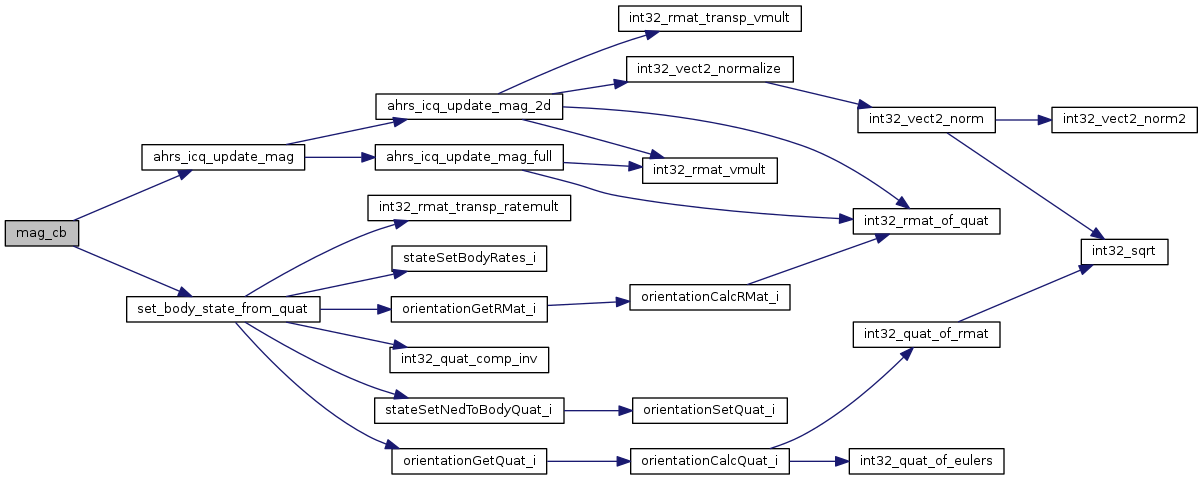 int32_rmat_transp_vmult
int32_vect2_normalize
ahrs_icq_update_mag_2d
int32_vect2_norm
int32_vect2_norm2
ahrs_icq_update_mag
ahrs_icq_update_mag_full
int32_rmat_vmult
int32_rmat_transp_ratemult
int32_rmat_of_quat
mag_cb
int32_sqrt
stateSetBodyRates_i
orientationCalcRMat_i
set_body_state_from_quat
orientationGetRMat_i
int32_quat_of_rmat
int32_quat_comp_inv
stateSetNedToBodyQuat_i
orientationSetQuat_i
orientationGetQuat_i
orientationCalcQuat_i
int32_quat_of_eulers